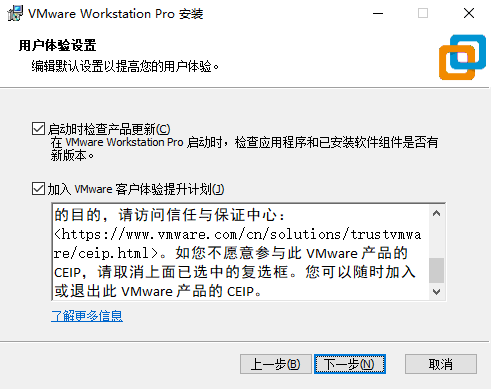 VMware Workstation Pro 安装
用户体验设置
编辑默认设置以提高您的用户体验。
启动时检查产品更新(C)
在 VMware Workstation Pro 启动时，检查应用程序和已安装软件组件是否有
新版本。
加入 VMware 客户体验提升计划(J)
的目的，请访问信任与保证中心：
<https://www.vmware.com/cn/solutions/trustvmwa
re/ceip.html>。如您不愿意参与此 VMware 产品的
CEIP，请取消上面已选中的复选框。您可以随时加入
或退出此 VMware 产品的 CEIP。
了解更多信息
上一步(B) 下一步(N) 取消